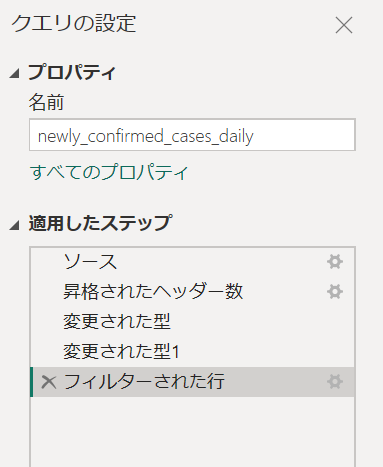 クエリの設定
プロパティ
名前
newly_confirmed_cases_daily
すべてのプロパティ
適用したステップ
ソース
昇格されたヘッダー数
変更された型
変更された型1
フィルターされた行